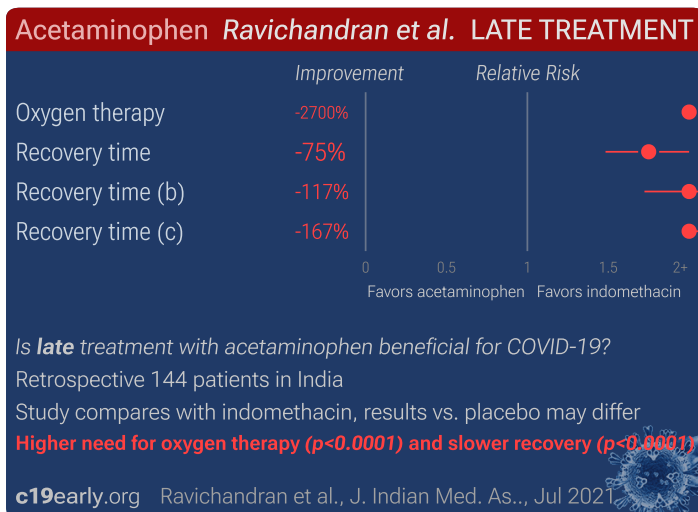 Acetaminophen Ravichandran et al. LATE TREATMENT
Improvement Relative Risk
Oxygen therapy -2700%
Recovery time -75%
Recovery time (b) -117%
Recovery time (c) -167%
0 0.5 1 1.5 2+
Favors acetaminophen Favors indomethacin
Is late treatment with acetaminophen beneficial for COVID-19?
Retrospective 144 patients in India
Study compares with indomethacin, results vs. placebo may differ
Higher need for oxygen therapy (p<0.0001) and slower recovery (p<0.0001)
c19early.org Ravichandran et al., J. Indian Med. As.., Jul 2021